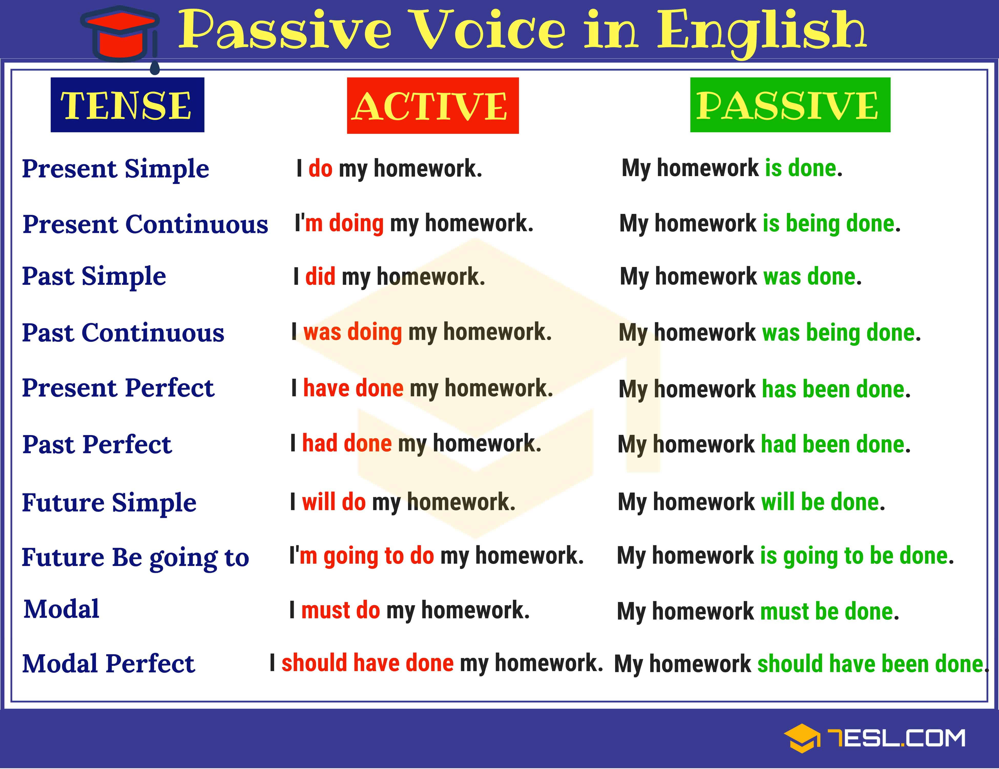 Passive Voice in English
TENSE ACTIVE PASSIVE
Present Simple I do my homework. My homework is done.
Present Continuous I'm doing my homework. My homework is being done.
Past Simple I did my homework. My homework was done.
Past Continuous I was doing my homework. My homework was being done.
Present Perfect I have done my homework. My homework has been done.
Past Perfect I had done my homework. My homework had been done.
Future Simple I will do my homework. My homework will be done.
Future Be going to I'm going to do my homework. My homework is going to be done.
Modal I must do my homework. My homework must be done.
Modal Perfect I should have done my homework. My homework should have been done.
7ESL.COM